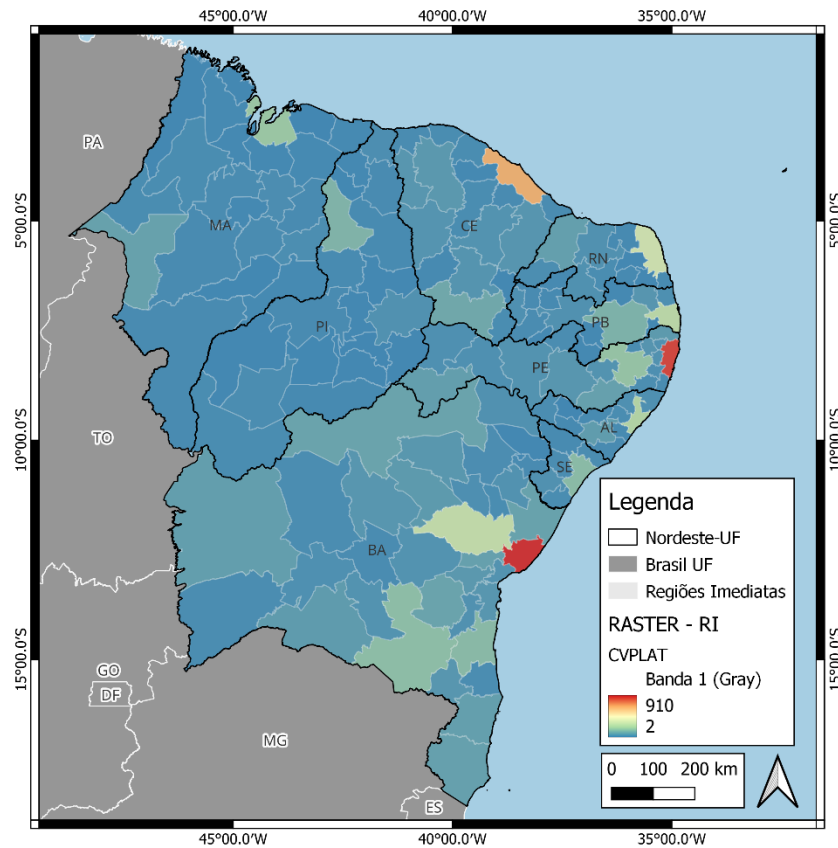 45°00.0'W 40°00.0'W 35°00.0'W
PA
MA
CE
5°00.0'S 5°00.0'S
RN
PI
PB
PE
TO
AL
10°00.0'S 10°00.0'S
SE
BA
Legenda
Nordeste-UF
Brasil UF
Regiões Imediatas
RASTER - RI
CVPLAT
Banda 1 (Gray)
910
2
15°00.0'S 15°00.0'S
GO
DF
MG
0 100 200 km
ES
45°00.0'W 40°00.0'W 35°00.0'W